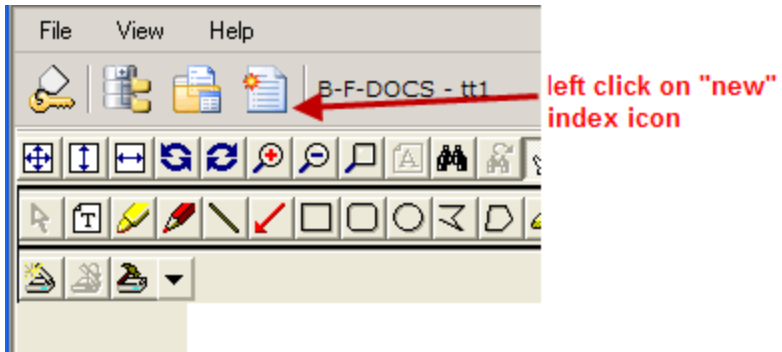 File View Help
B-F-DOCS - tt1
left click on "new"
index icon
A
T